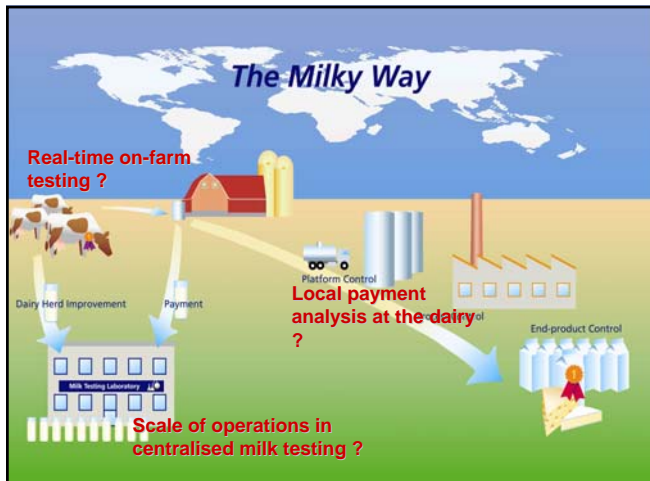 The Milky Way
Real-time on-farm
testing ?
Platform Control
Dairy Herd Improvement
Payment
Local payment
analysis at the dairy
?
End-product Control
Milk Testing Laboratory
Scale of operations in
centralised milk testing ?